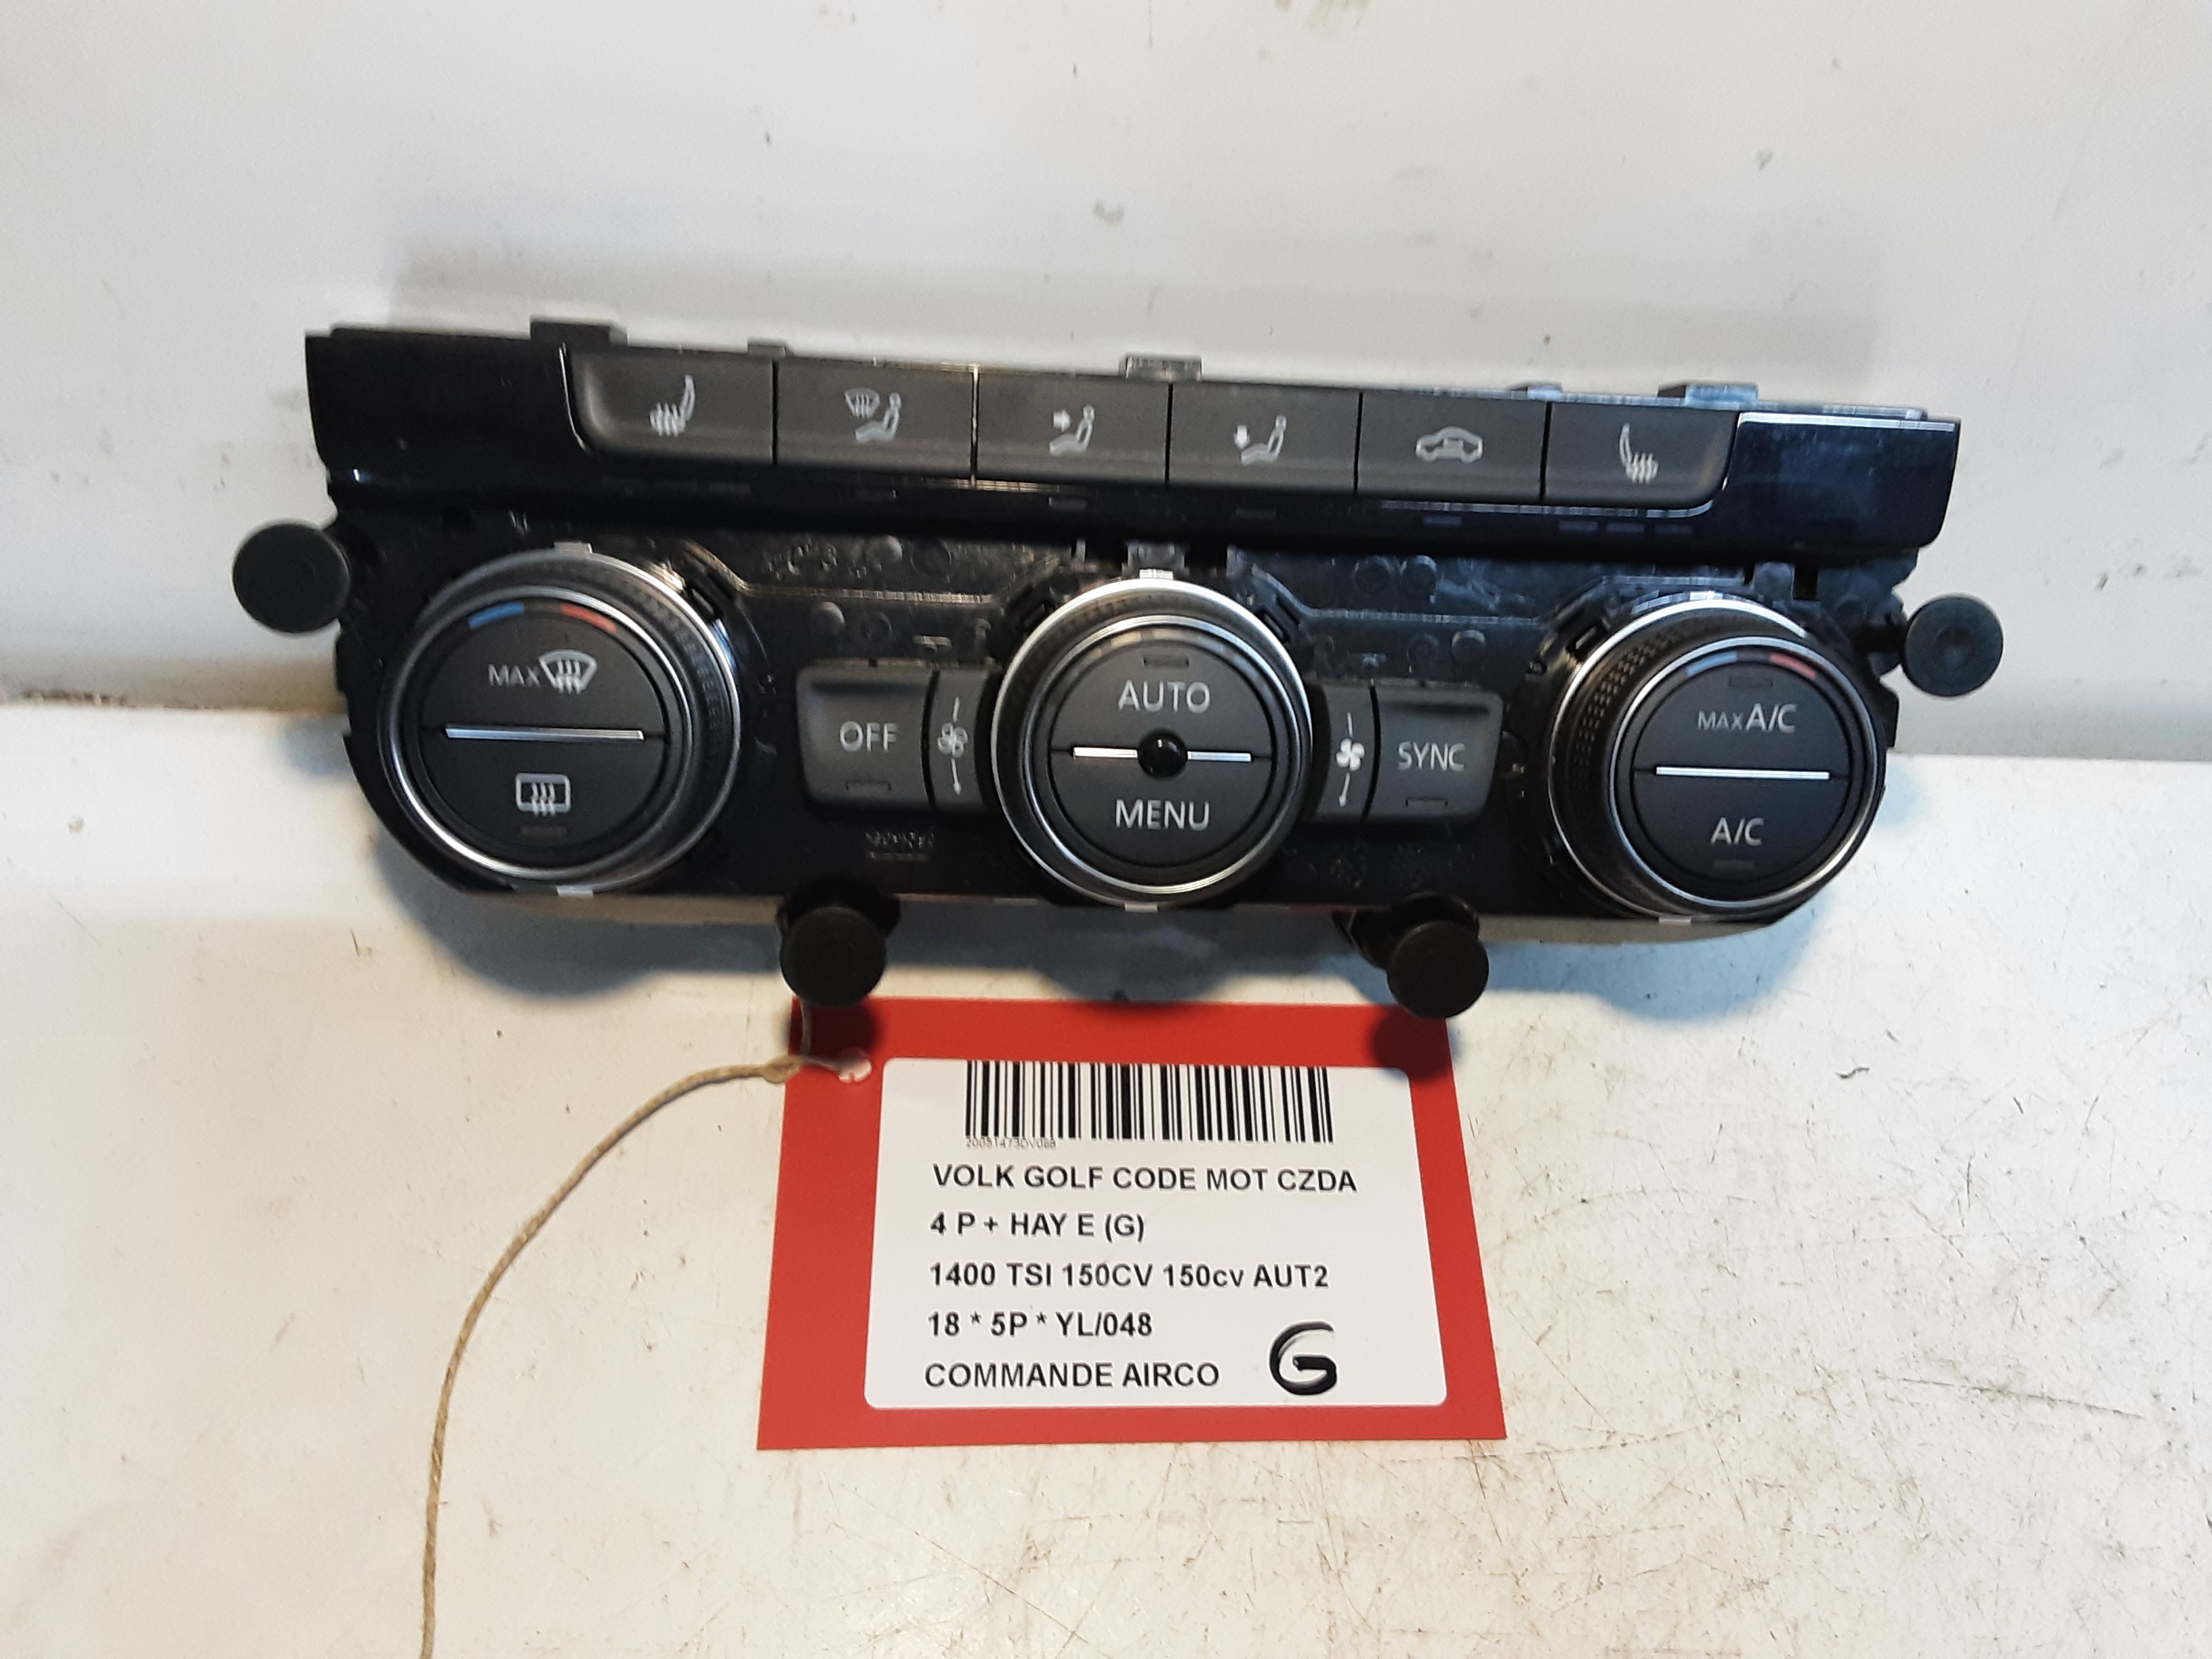 MAX
OFF
AUTO
MENU
SYNC
MAX A/C
A/C
VOLK GOLF CODE MOT CZDA
4 P + HAY E (G)
1400 TSI 150CV 150cv AUT2
18 * 5P * YL/048
COMMANDE AIRCO
G